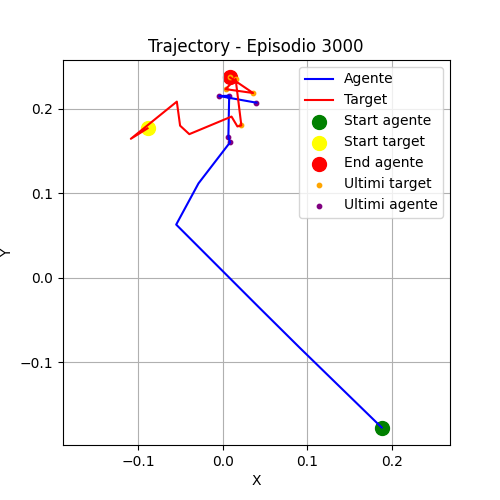 Trajectory - Episodio 3000
Agente
Target
Start agente
Start target
End agente
Ultimi target
Ultimi agente
0.2
0.1
0.0
−0.1
Y
−0.1
0.0
0.1
0.2
X